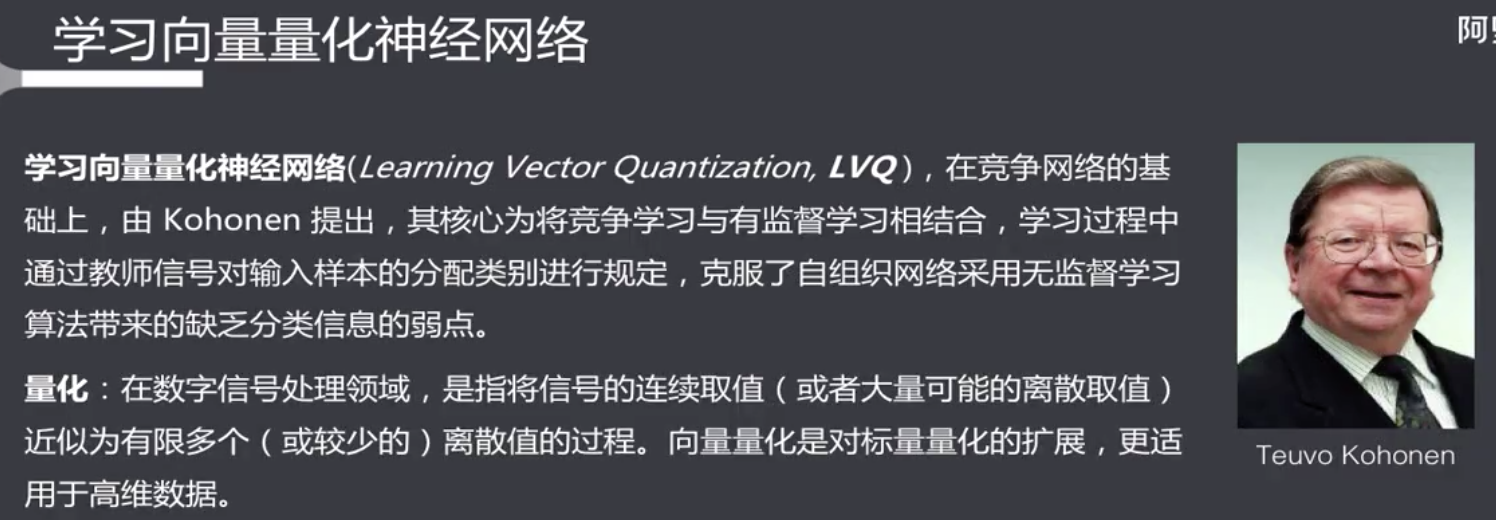 学习向量量化神经网络
阿里
学习向量量化神经网络(Learning Vector Quantization, LVQ)，在竞争网络的基
础上，由 Kohonen 提出，其核心为将竞争学习与有监督学习相结合，学习过程中
通过教师信号对输入样本的分配类别进行规定，克服了自组织网络采用无监督学习
算法带来的缺乏分类信息的弱点。
量化：在数字信号处理领域，是指将信号的连续取值（或者大量可能的离散取值）
近似为有限多个（或较少的）离散值的过程。向量量化是对标量量化的扩展，更适
用于高维数据。
Teuvo Kohonen